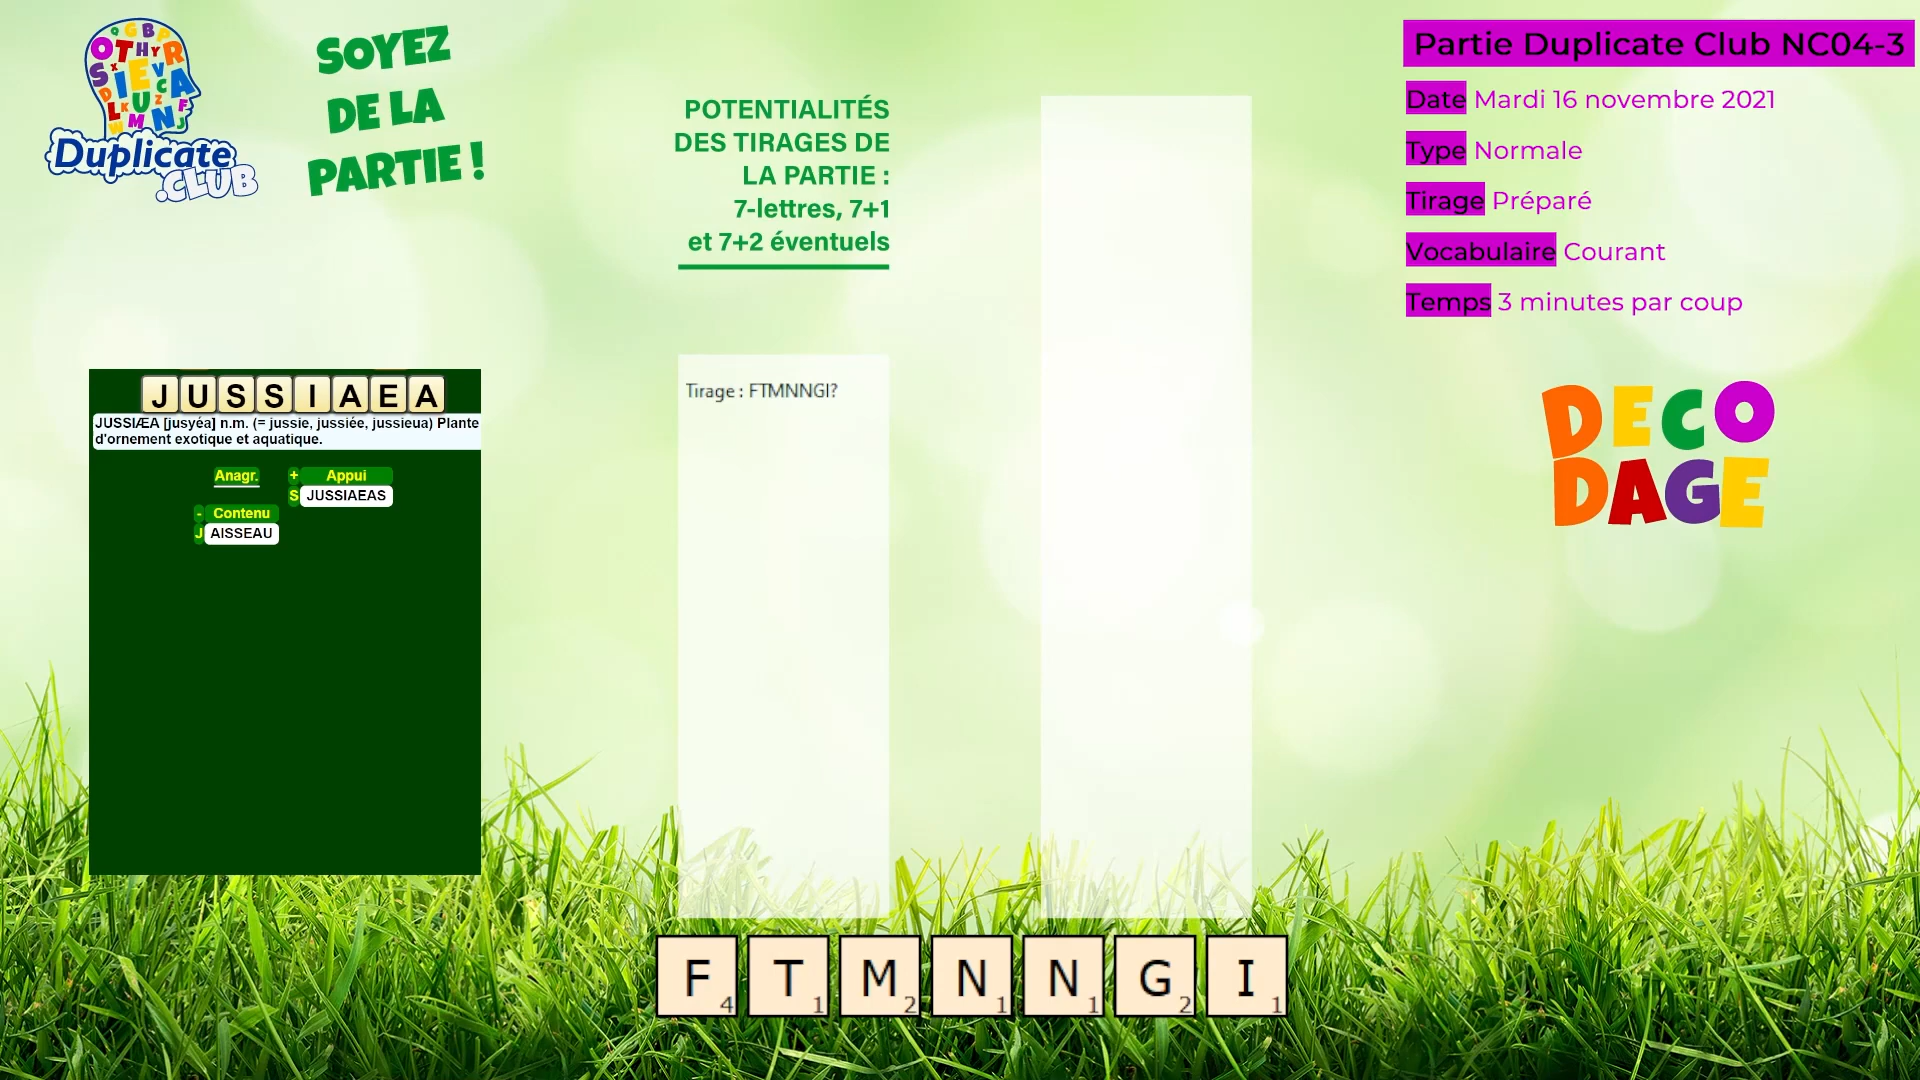 Duplicate
.CLUB
SOYEZ
DE LA
PARTIE !
POTENTIALITÉS
DES TIRAGES DE
LA PARTIE :
7-lettres, 7+1
et 7+2 éventuels
Partie Duplicate Club NC04-3
Date Mardi 16 novembre 2021
Type Normale
Tirage Préparé
Vocabulaire Courant
Temps 3 minutes par coup
DECO
DAGE
JUSSIAEA
JUSSIÆA [jusyéa] n.m. (= jussie, jussiée, jussieua) Plante
d'ornement exotique et aquatique.
Anagr.
+ Appui
S JUSSIAEAS
- Contenu
J AISSEAU
Tirage : FTMNNGI?
F4 T1 M2 N1 N1 G2 I1